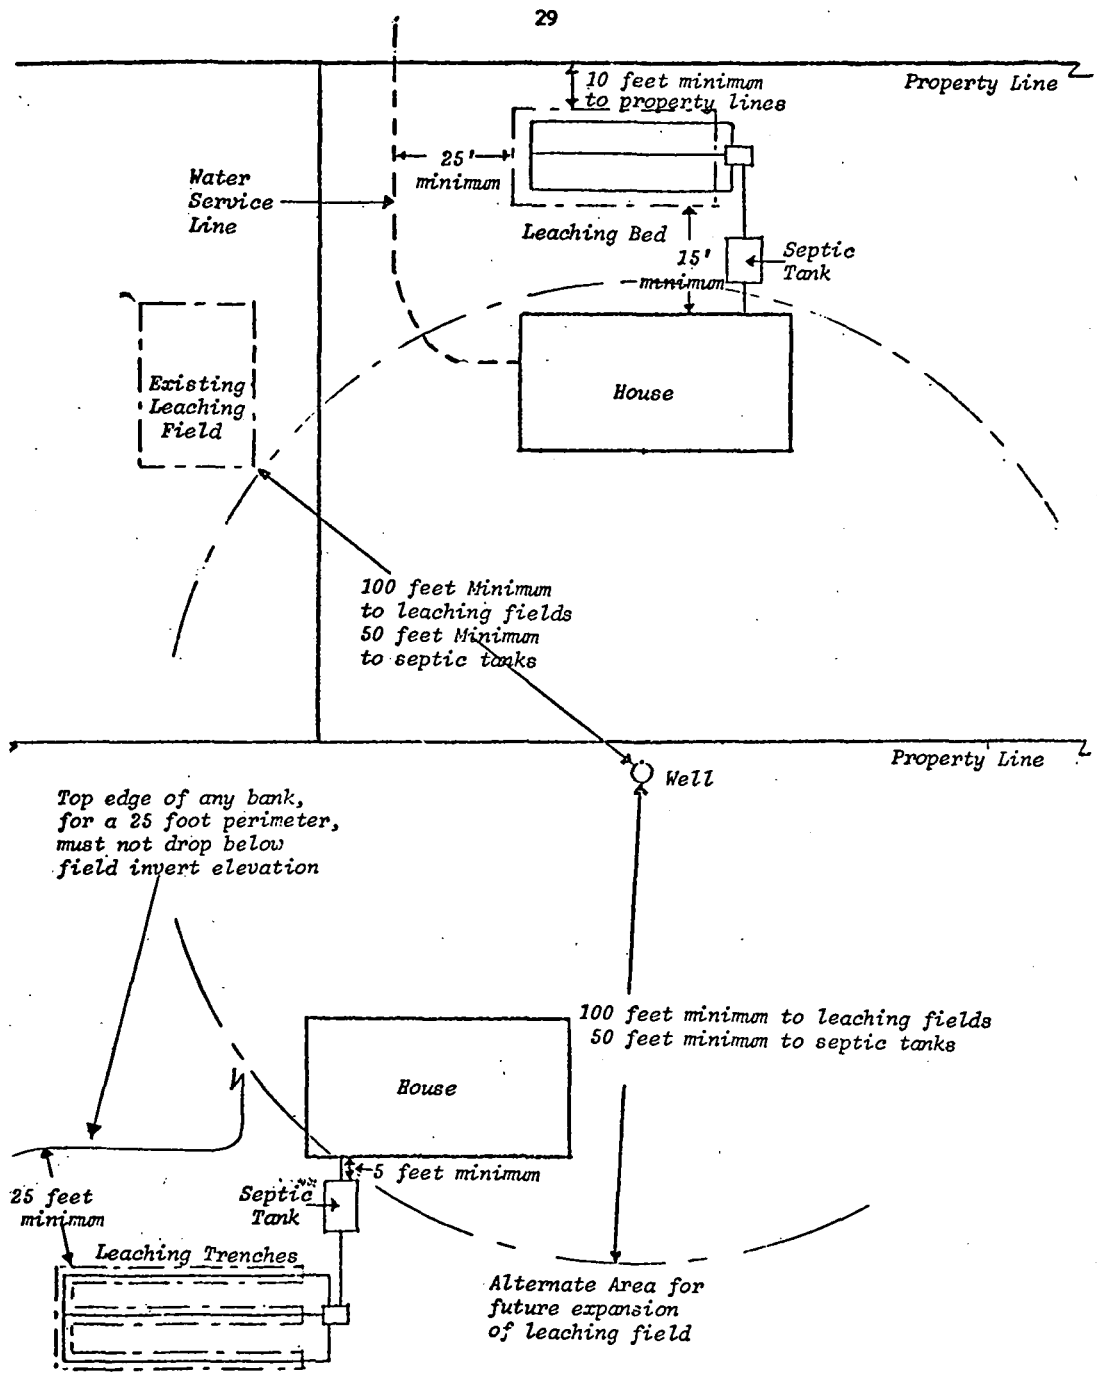 29
10 feet minimum
to property lines
Property Line
25'
minimum
Water
Service
Line
Leaching Bed
15'
minimum
Septic
Tank
Existing
Leaching
Field
House
100 feet Minimum
to leaching fields
50 feet Minimum
to septic tanks
Property Line
Well
Top edge of any bank,
for a 25 foot perimeter,
must not drop below
field invert elevation
100 feet minimum to leaching fields
50 feet minimum to septic tanks
House
5 feet minimum
25 feet
minimum
Septic
Tank
Leaching Trenches
Alternate Area for
future expansion
of leaching field